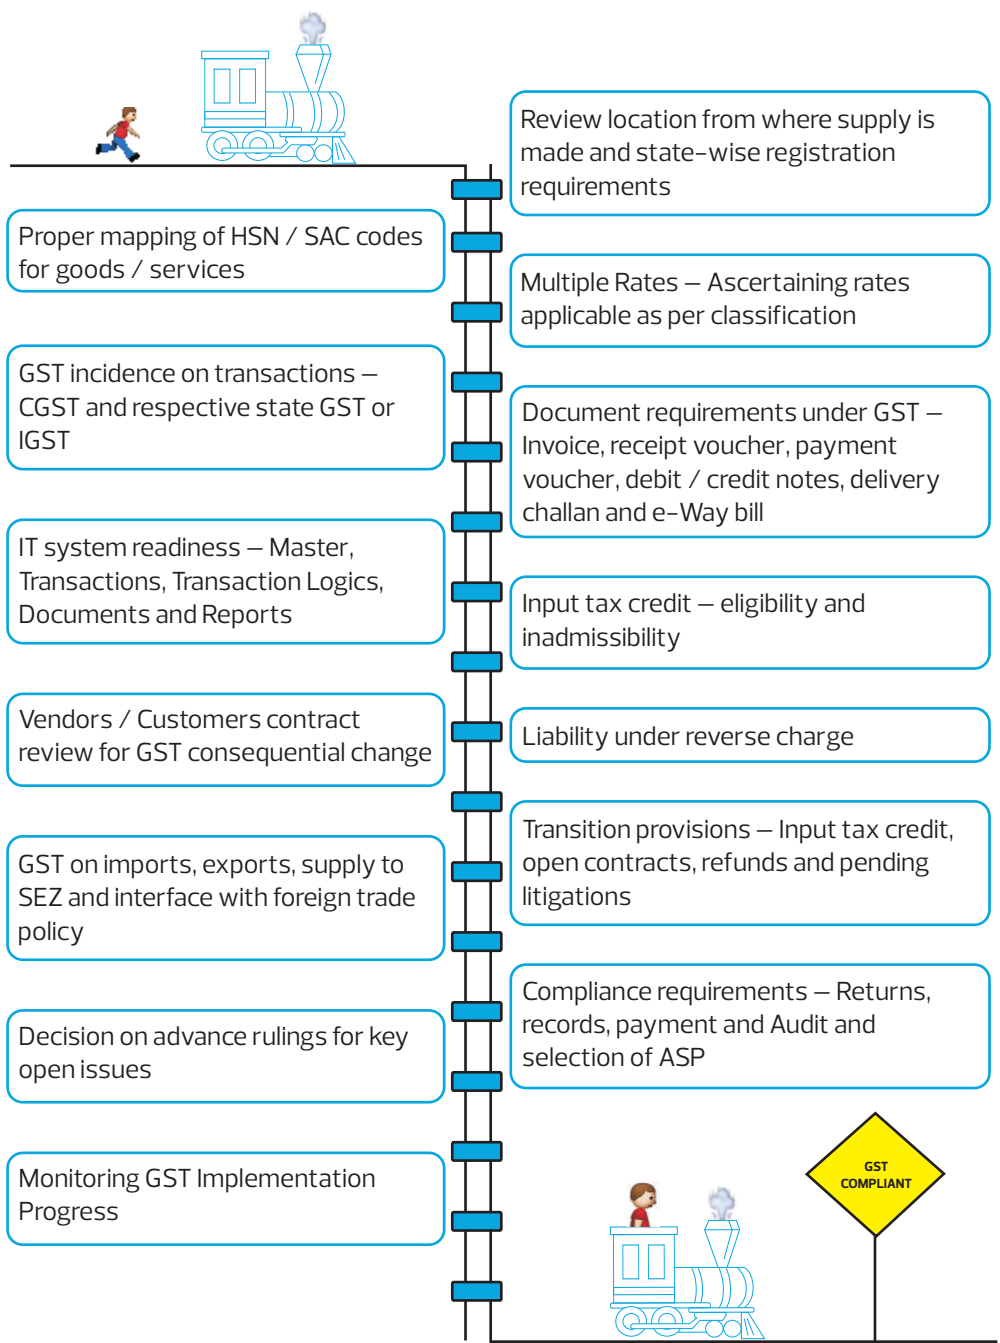 Review location from where supply is
made and state-wise registration
requirements
Proper mapping of HSN / SAC codes
for goods / services
Multiple Rates – Ascertaining rates
applicable as per classification
GST incidence on transactions –
CGST and respective state GST or
IGST
Document requirements under GST –
Invoice, receipt voucher, payment
voucher, debit / credit notes, delivery
challan and e-Way bill
IT system readiness – Master,
Transactions, Transaction Logics,
Documents and Reports
Input tax credit – eligibility and
inadmissibility
Vendors / Customers contract
review for GST consequential change
Liability under reverse charge
Transition provisions – Input tax credit,
open contracts, refunds and pending
litigations
GST on imports, exports, supply to
SEZ and interface with foreign trade
policy
Compliance requirements – Returns,
records, payment and Audit and
selection of ASP
Decision on advance rulings for key
open issues
Monitoring GST Implementation
Progress
GST
COMPLIANT